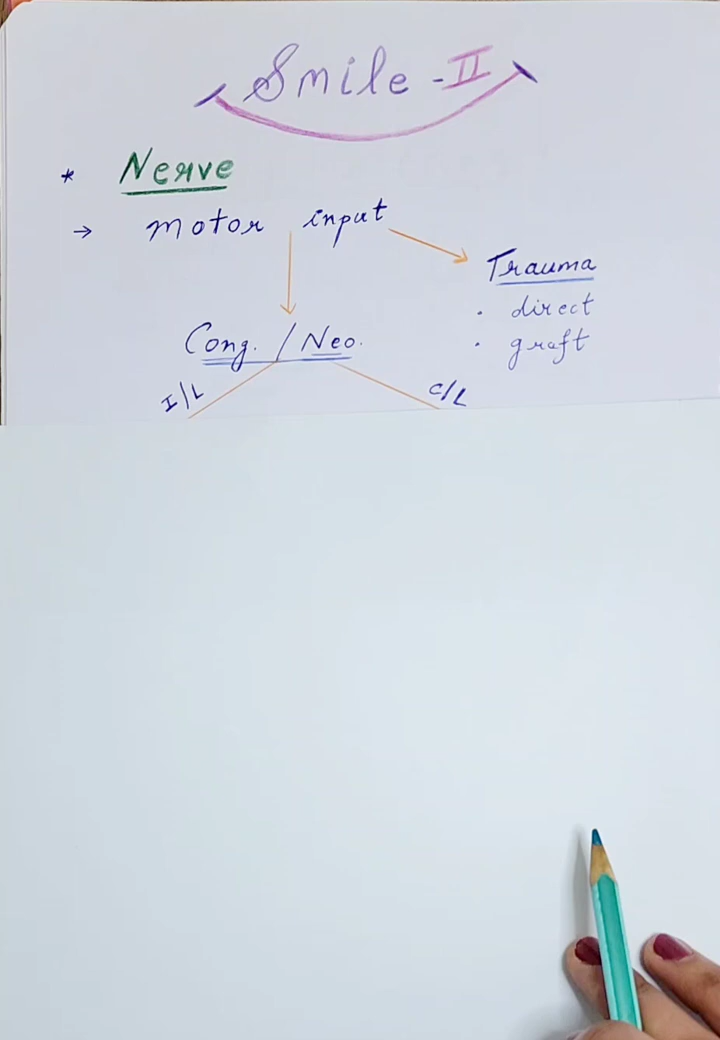 Smile - II
* Nerve
→ motor input
Trauma
• direct
• graft
Cong. / Neo.
I/L
C/L